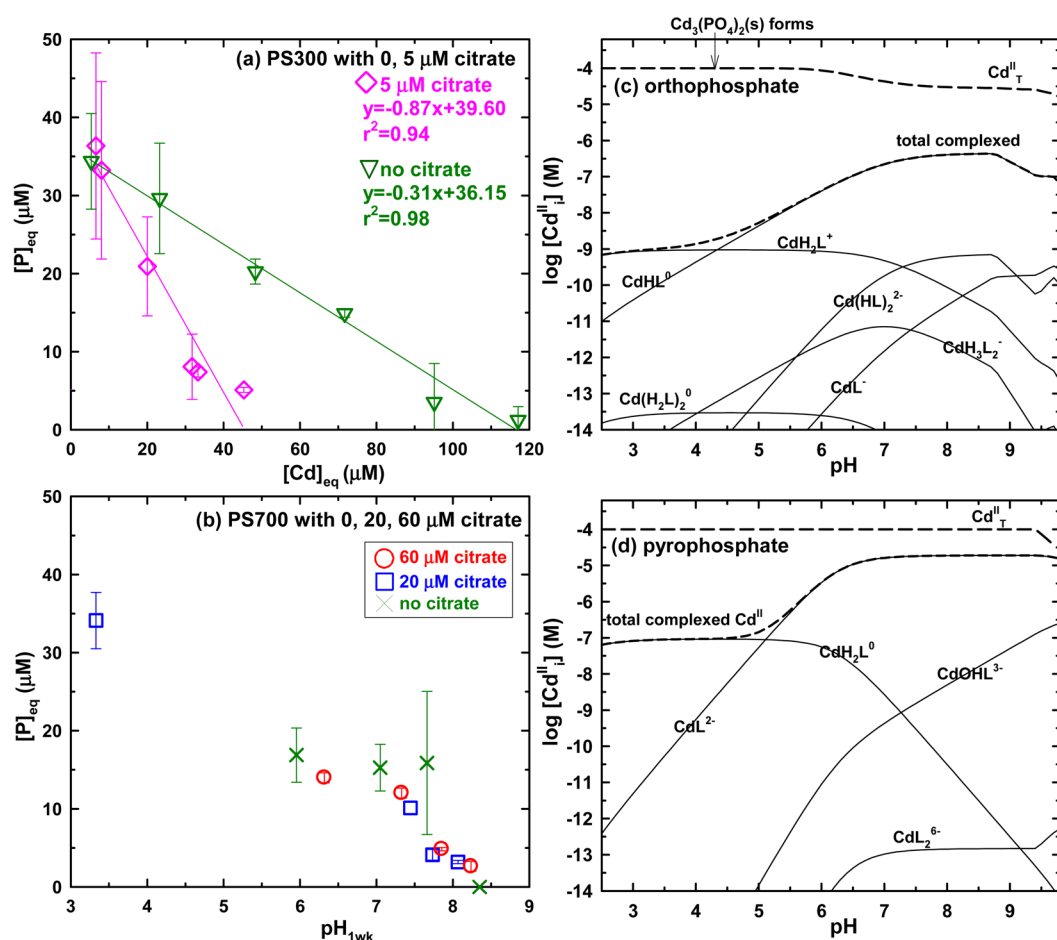 (a) PS300 with 0, 5 μM citrate
5 μM citrate
y=-0.87x+39.60
r²=0.94
no citrate
y=-0.31x+36.15
r²=0.98
[P]eq (μM)
50
40
30
20
10
0
0 20 40 60 80 100 120
[Cd]eq (μM)
Cd₃(PO₄)₂(s) forms
(c) orthophosphate
Cdᴵᴵ_T
total complexed
CdH₂L⁺
CdHL⁰
Cd(HL)₂²⁻
CdH₃L₂⁻
CdL⁻
Cd(H₂L)₂⁰
log [Cdᴵᴵᵢ] (M)
-4
-5
-6
-7
-8
-9
-10
-11
-12
-13
-14
3 4 5 6 7 8 9
pH
(b) PS700 with 0, 20, 60 μM citrate
60 μM citrate
20 μM citrate
no citrate
[P]eq (μM)
50
40
30
20
10
0
3 4 5 6 7 8 9
pH1wk
Cdᴵᴵ_T
(d) pyrophosphate
total complexed Cdᴵᴵ
CdH₂L⁰
CdOHL³⁻
CdL²⁻
CdL₂⁶⁻
log [Cdᴵᴵᵢ] (M)
-4
-5
-6
-7
-8
-9
-10
-11
-12
-13
-14
3 4 5 6 7 8 9
pH